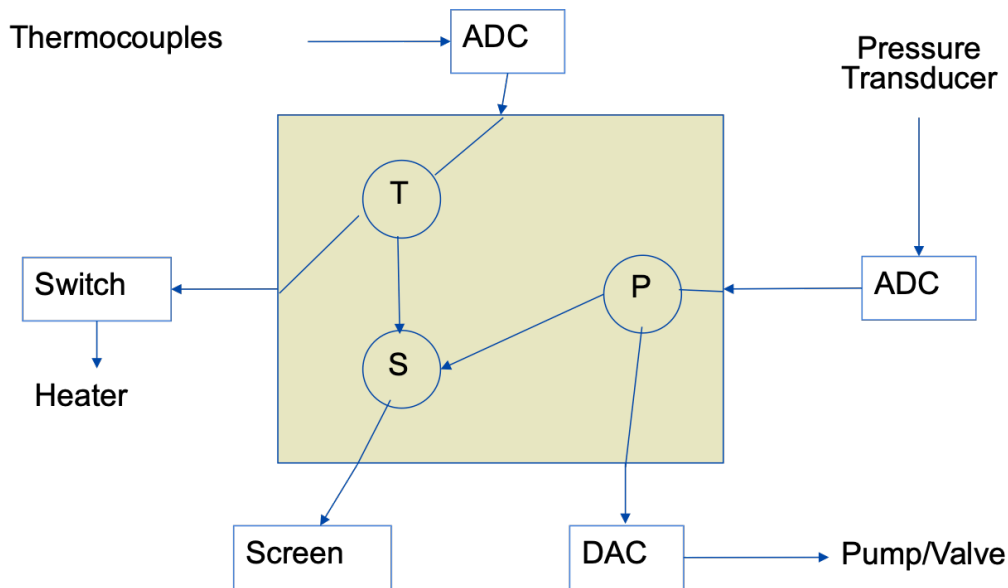 Thermocouples
ADC
Pressure
Transducer
T
Switch
P
ADC
S
Heater
Screen
DAC
Pump/Valve